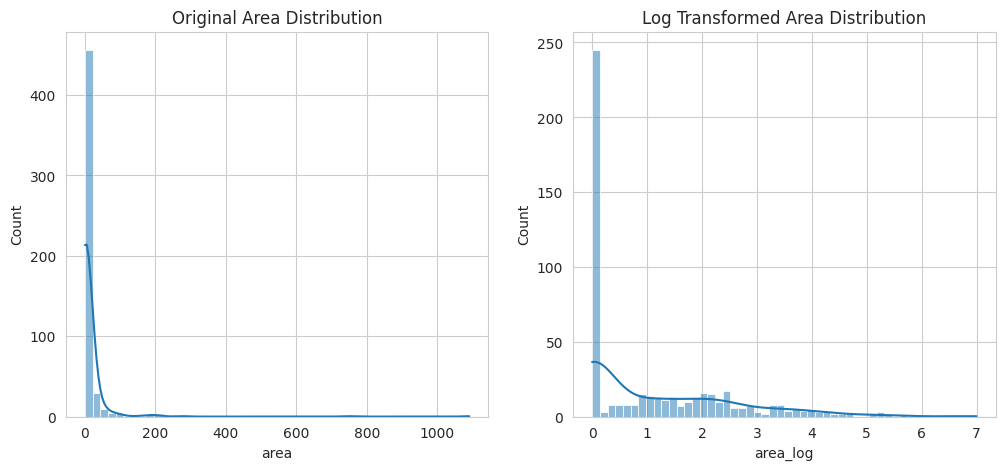 Original Area Distribution
Log Transformed Area Distribution
Count
400
300
200
100
0
0 200 400 600 800 1000
area
Count
250
200
150
100
50
0
0 1 2 3 4 5 6 7
area_log